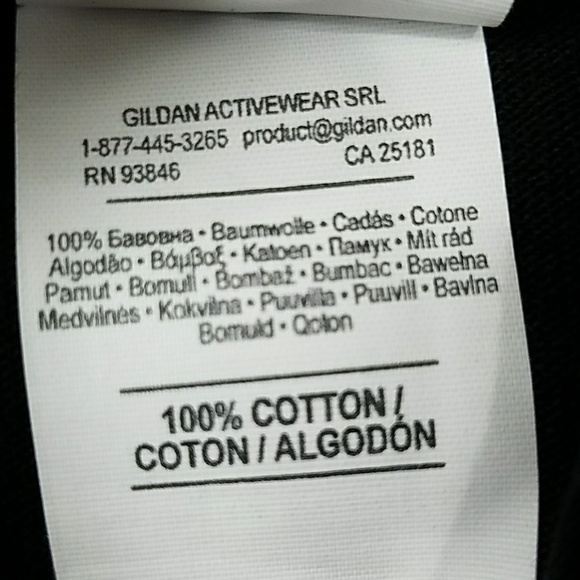 GILDAN ACTIVEWEAR SRL
1-877-445-3265 product@gildan.com
RN 93846 CA 25181
100% Бавовна • Baumwolle • Cadás • Cotone
Algodão • Βάμβαξ • Katoen • Памук • Mít rád
Pamut • Bomull • Bombaž • Bumbac • Bawełna
Medvilnės • Kokvilna • Puuvilla • Puuvill • Bavlna
Bomuld • Qoton
100% COTTON /
COTON / ALGODÓN